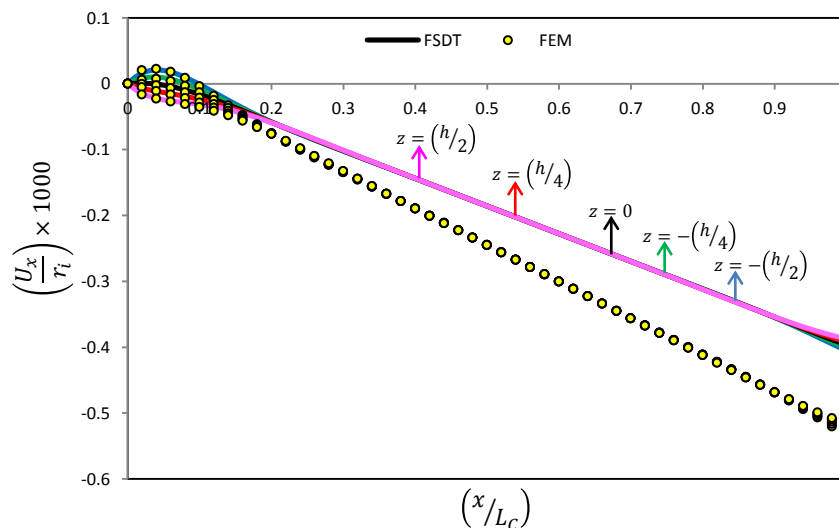 0.1
FSDT
FEM
0
0
0.1
0.2
0.3
0.4
0.5
0.6
0.7
0.8
0.9
-0.1
z = (h/2)
z = (h/4)
-0.2
z = 0
z = −(h/4)
z = −(h/2)
-0.3
-0.4
-0.5
-0.6
(U_x/r_i) × 1000
(x/L_C)